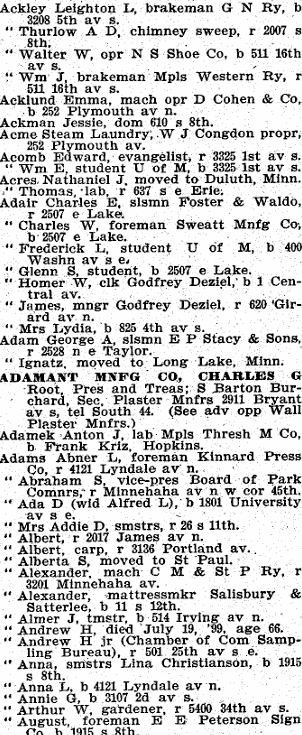 Ackley Leighton L, brakeman G N Ry, b
3208 5th av s.
" Thurlow A D, chimney sweep, r 2007 s
8th.
" Walter W, opr N S Shoe Co, b 511 16th
av s.
" Wm J, brakeman Mpls Western Ry, r
511 16th av s.
Acklund Emma, mach opr D Cohen & Co,
b 252 Plymouth av n.
Ackman Jessie, dom 610 s 8th.
Acme Steam Laundry, W J Congdon propr,
252 Plymouth av.
Acomb Edward, evangelist, r 3325 1st av s.
" Wm E, student U of M, b 3325 1st av s.
Acres Nathaniel J, moved to Duluth, Minn.
" Thomas, lab, r 637 s e Erie.
Adair Charles E, slsmn Foster & Waldo,
r 2507 e Lake.
" Charles W, foreman Sweatt Mnfg Co,
b 2507 e Lake.
" Frederick L, student U of M, b 400
Washn av s e.
" Glenn S, student, b 2507 e Lake.
" Homer W, clk Godfrey Deziel, b 1 Cen-
tral av.
" James, mngr Godfrey Deziel, r 620 Gir-
ard av n.
" Mrs Lydia, b 825 4th av s.
Adam George A, slsmn E P Stacy & Sons,
r 2528 n e Taylor.
" Ignatz, moved to Long Lake, Minn.
ADAMANT MNFG CO, CHARLES G
Root, Pres and Treas; S Barton Bur-
chard, Sec, Plaster Mnfrs 2911 Bryant
av s, tel South 44. (See adv opp Wall
Plaster Mnfrs.)
Adamek Anton J, lab Mpls Thresh M Co,
b Frank Kriz, Hopkins.
Adams Abner L, foreman Kinnard Press
Co, r 4121 Lyndale av n.
" Abraham S, vice-pres Board of Park
Comnrs, r Minnehaha av n w cor 45th.
" Ada D (wid Alfred L), b 1801 University
av s e.
" Mrs Addie D, smstrs, r 26 s 11th.
" Albert, r 2017 James av n.
" Albert, carp, r 3136 Portland av.
" Alberta S, moved to St Paul.
" Alexander, mach C M & St P Ry, r
3201 Minnehaha av.
" Alexander, mattressmkr Salisbury &
Satterlee, b 11 s 12th.
" Almer J, tmstr, b 514 Irving av n.
" Andrew H, died July 19, '99, age 66.
" Andrew H jr (Chamber of Com Samp-
ling Bureau), r 501 25th av s e.
" Anna, smstrs Lina Christianson, b 1915
s 8th.
" Anna L, b 4121 Lyndale av n.
" Annie G, b 3107 2d av s.
" Arthur W, gardener, r 5400 34th av s.
" August, foreman E E Peterson Sign
Co, b 1915 s 8th.